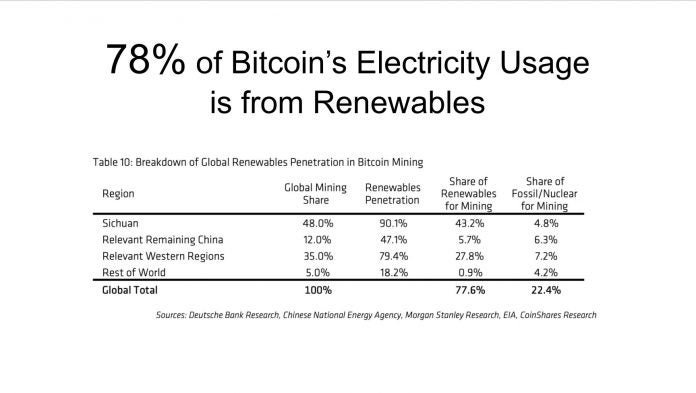 78% of Bitcoin's Electricity Usage
is from Renewables
Table 10: Breakdown of Global Renewables Penetration in Bitcoin Mining
Region Global Mining Share Renewables Penetration Share of Renewables for Mining Share of Fossil/Nuclear for Mining
Sichuan 48.0% 90.1% 43.2% 4.8%
Relevant Remaining China 12.0% 47.1% 5.7% 6.3%
Relevant Western Regions 35.0% 79.4% 27.8% 7.2%
Rest of World 5.0% 18.2% 0.9% 4.2%
Global Total 100% 77.6% 22.4%
Sources: Deutsche Bank Research, Chinese National Energy Agency, Morgan Stanley Research, EIA, CoinShares Research